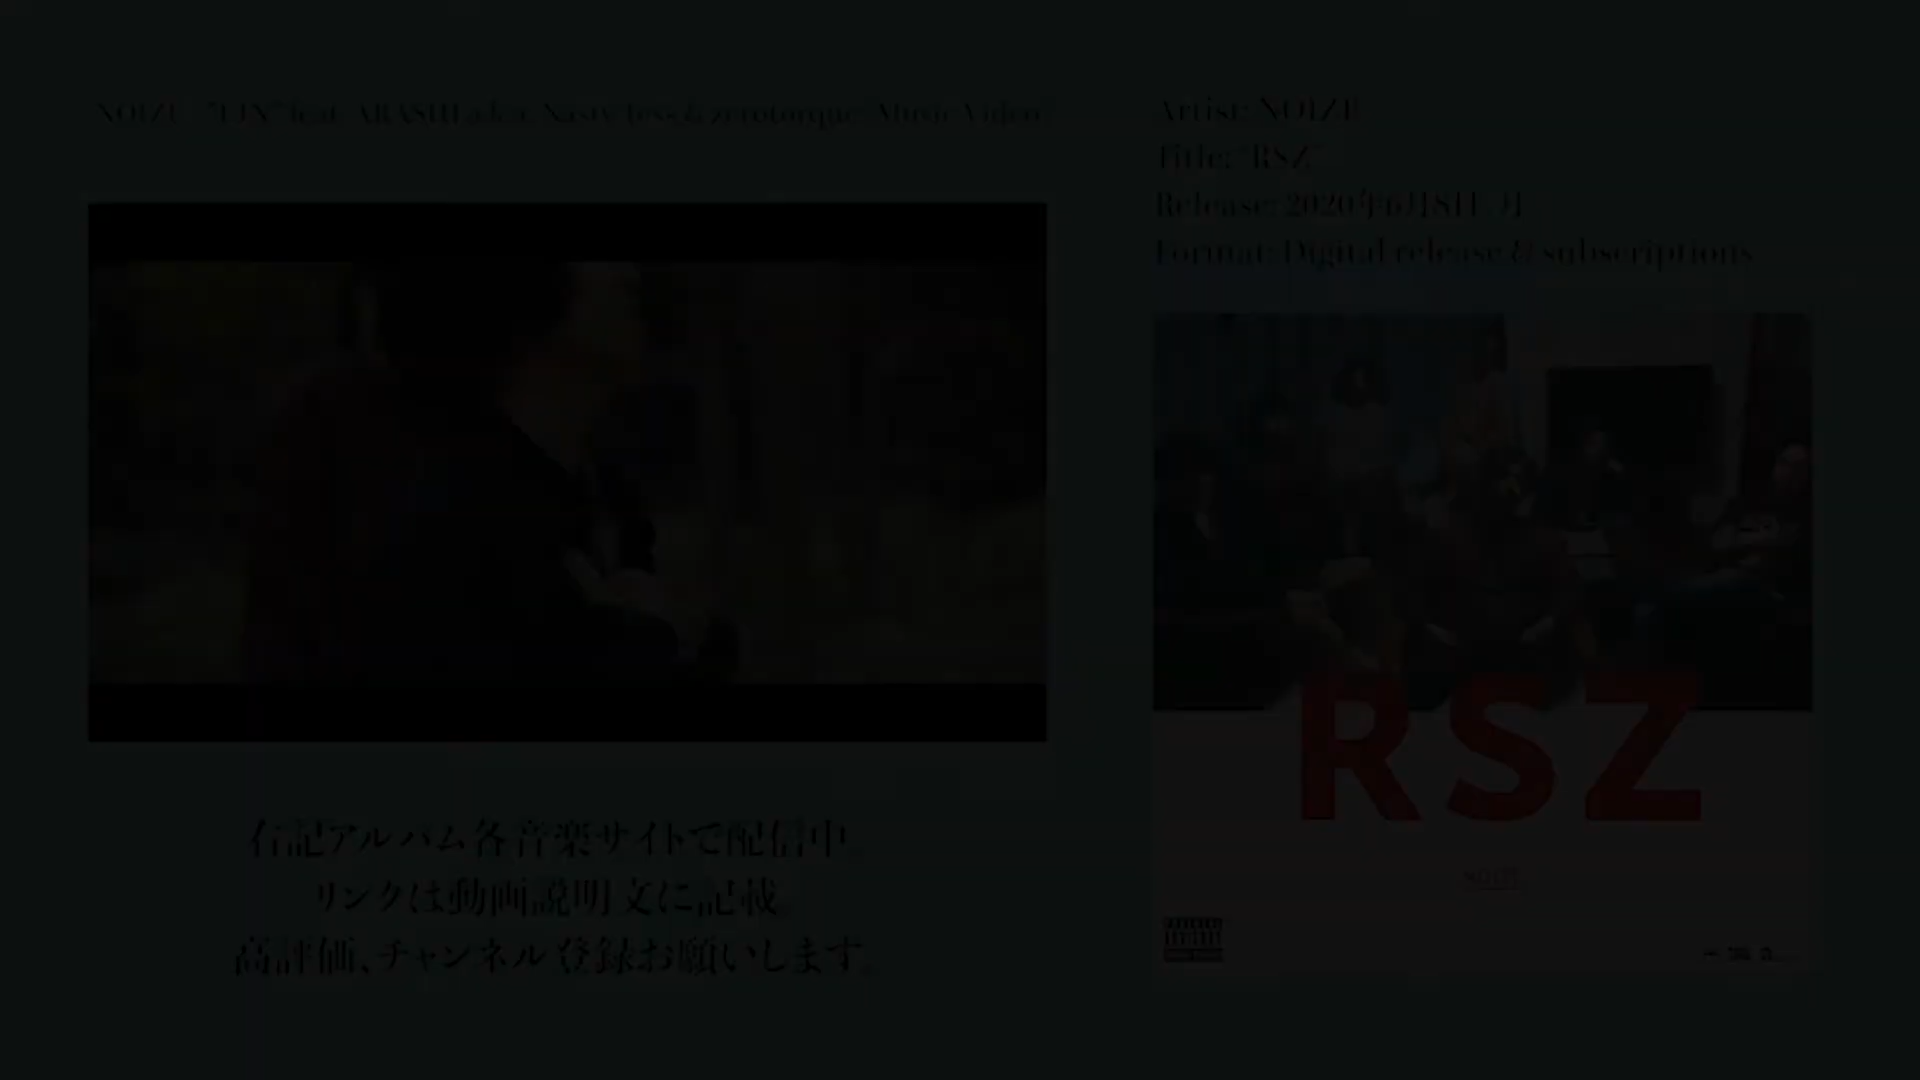 NOIZE - "LIN" feat. ARASHI a.k.a. Nasty-less & zerotorque (Music Video)
Artist: NOIZE
Title: "RSZ"
Release: 2020年6月8日(月)
Format: Digital release & subscriptions
RSZ
NOIZE
右記アルバム各音楽サイトで配信中
リンクは動画説明文に記載。
高評価、チャンネル登録お願いします。